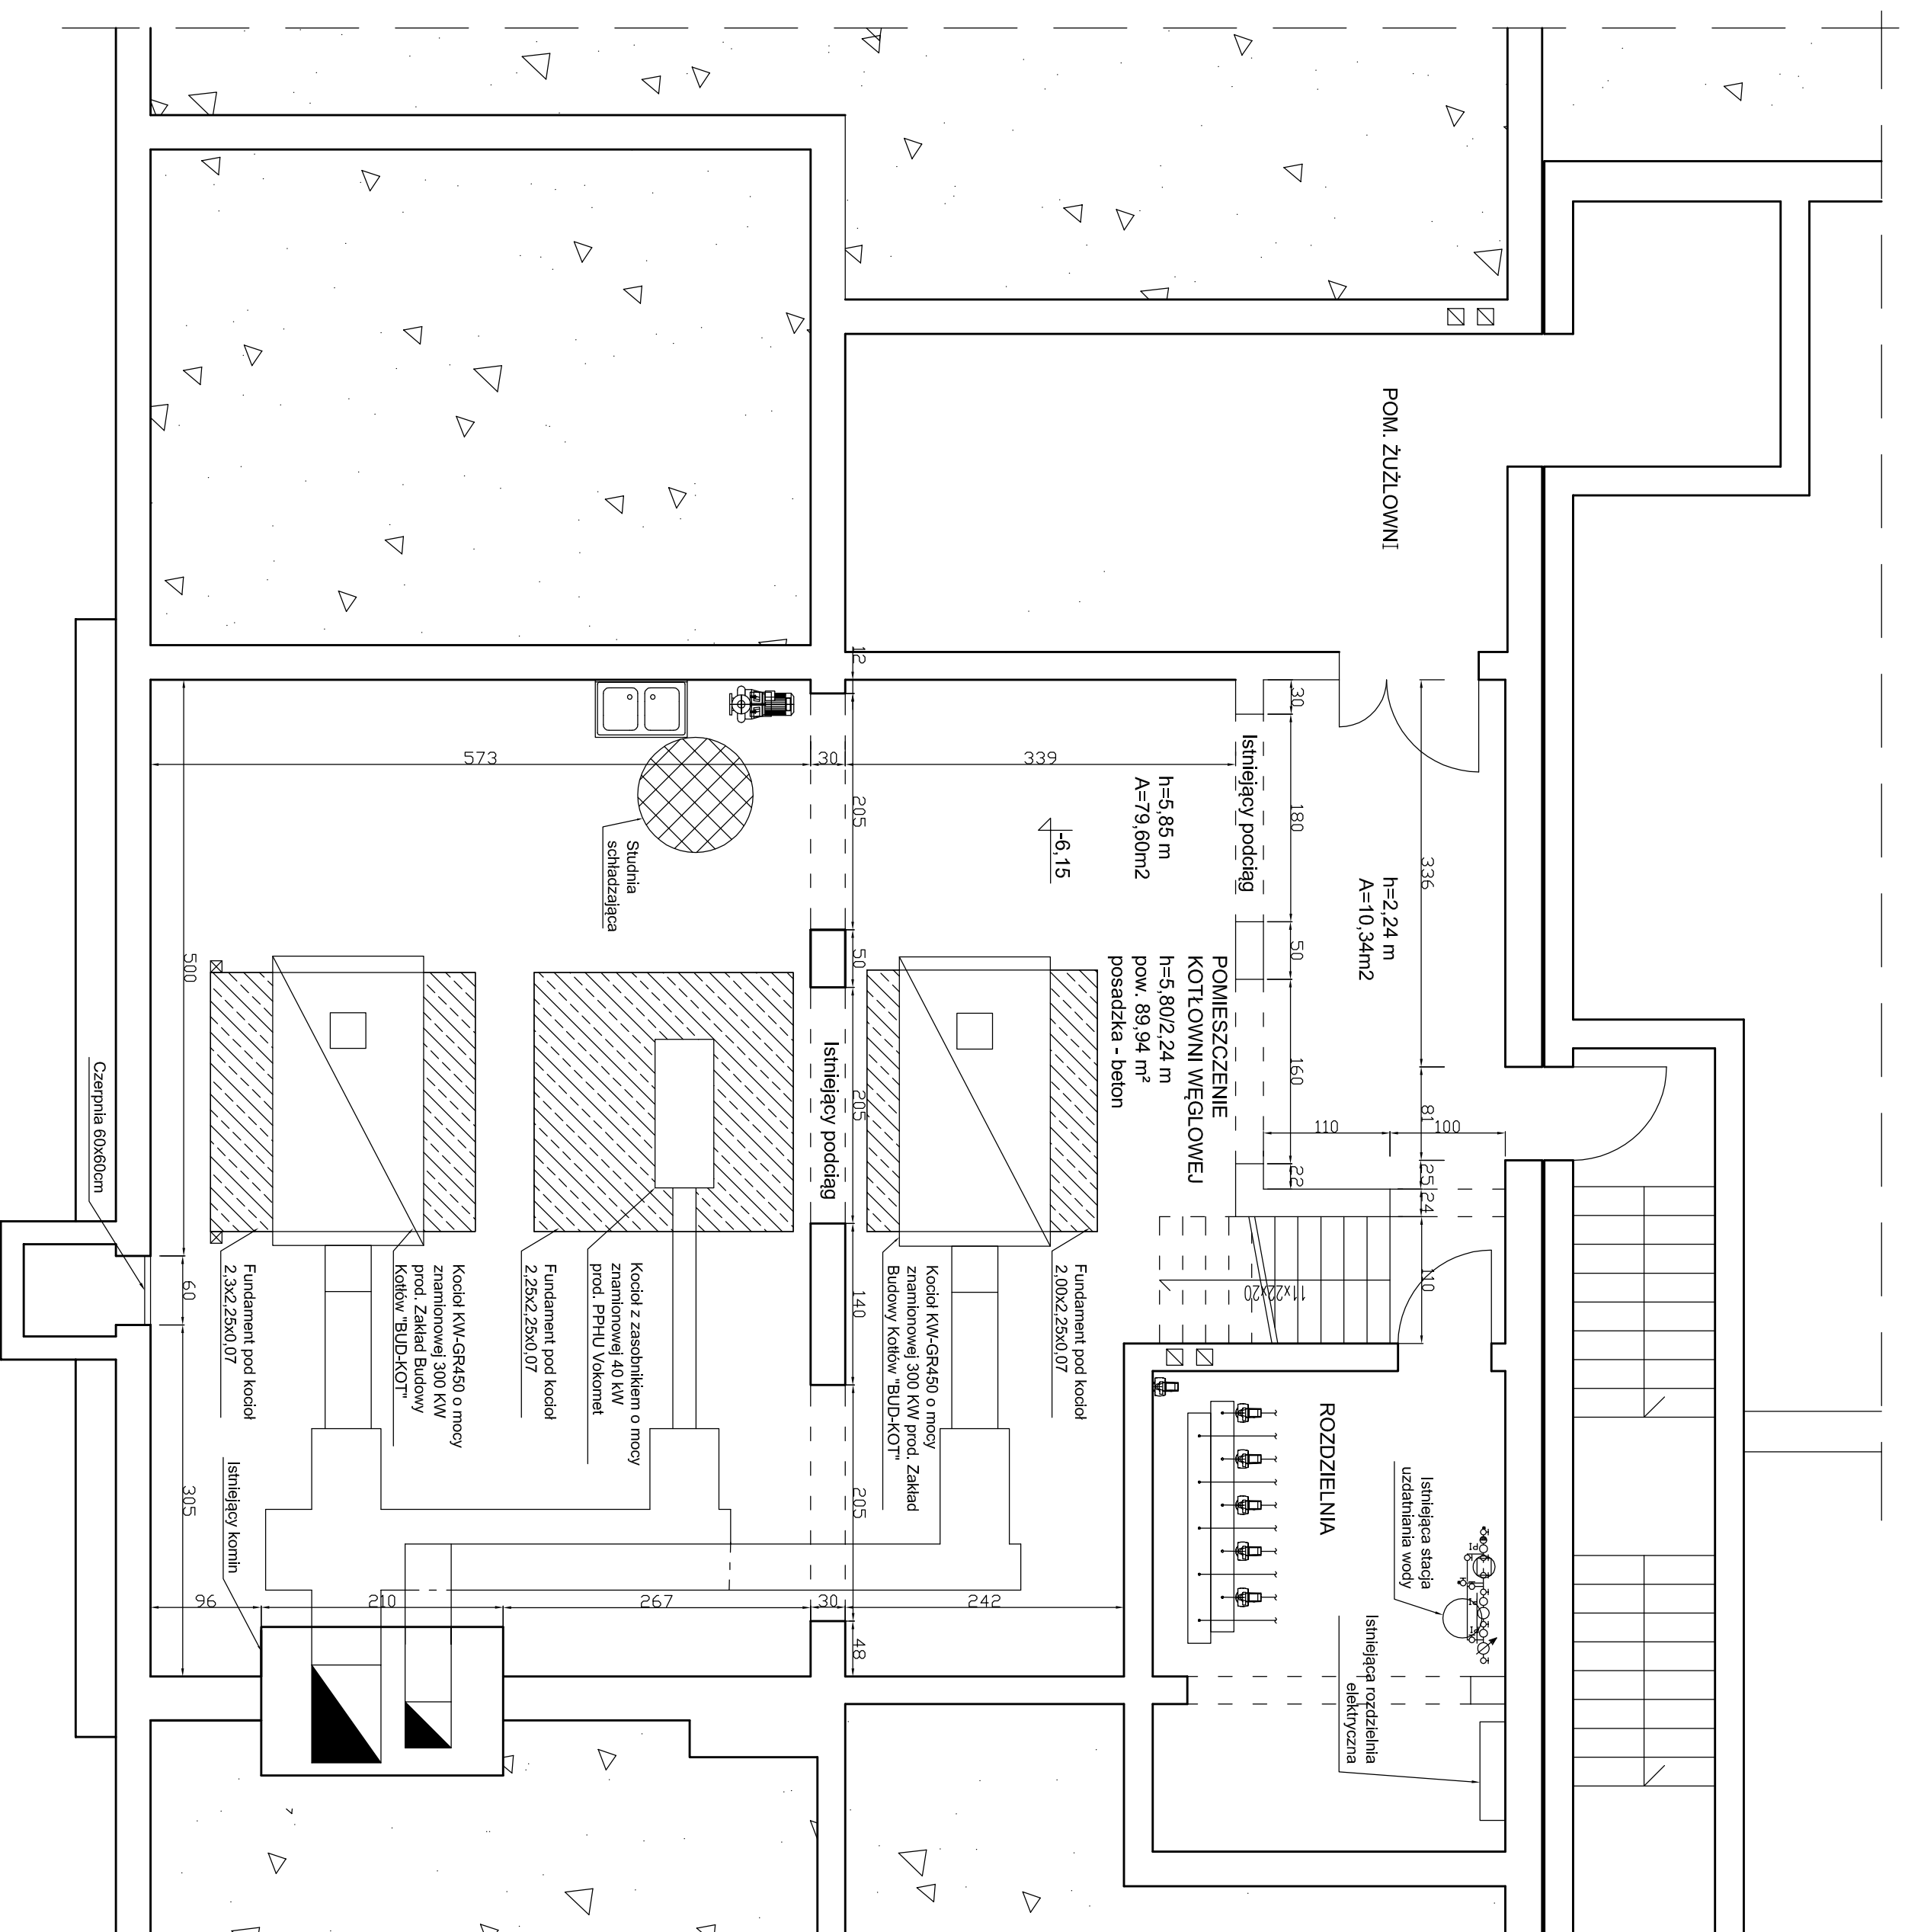 POM. ŻUŻLOWNI
12
30
336
Istniejący podciąg
180
573
30
339
205
h=5,85 m
A=79,60m2
-6,15
h=2,24 m
A=10,34m2
Studnia
schładzająca
50
50
500
POMIESZCZENIE
KOTŁOWNI WĘGLOWEJ
h=5,80/2,24 m
pow. 89,94 m²
posadzka - beton
Istniejący podciąg
205
160
81
110
100
22
25
24
110
11x22x20
Czerpnia 60x60cm
60
140
Fundament pod kocioł
2,00x2,25x0,07
Kocioł KW-GR450 o mocy
znamionowej 300 KW prod. Zakład
Budowy Kotłów "BUD-KOT"
Kocioł z zasobnikiem o mocy
znamionowej 40 kW
prod. PPHU Vokomet
Fundament pod kocioł
2,25x2,25x0,07
Kocioł KW-GR450 o mocy
znamionowej 300 KW
prod. Zakład Budowy
Kotłów "BUD-KOT"
Fundament pod kocioł
2,3x2,25x0,07
ROZDZIELNIA
Istniejąca stacja
uzdatniania wody
PI
PI
PI
Istniejąca rozdzielnia
elektryczna
Istniejący komin
305
205
96
210
267
30
242
48